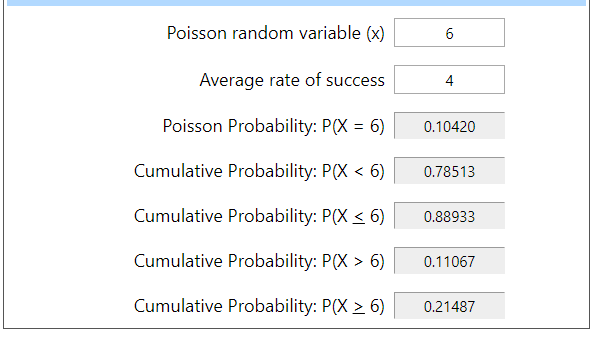 Poisson random variable (x) 6
Average rate of success 4
Poisson Probability: P(X = 6) 0.10420
Cumulative Probability: P(X < 6) 0.78513
Cumulative Probability: P(X ≤ 6) 0.88933
Cumulative Probability: P(X > 6) 0.11067
Cumulative Probability: P(X ≥ 6) 0.21487